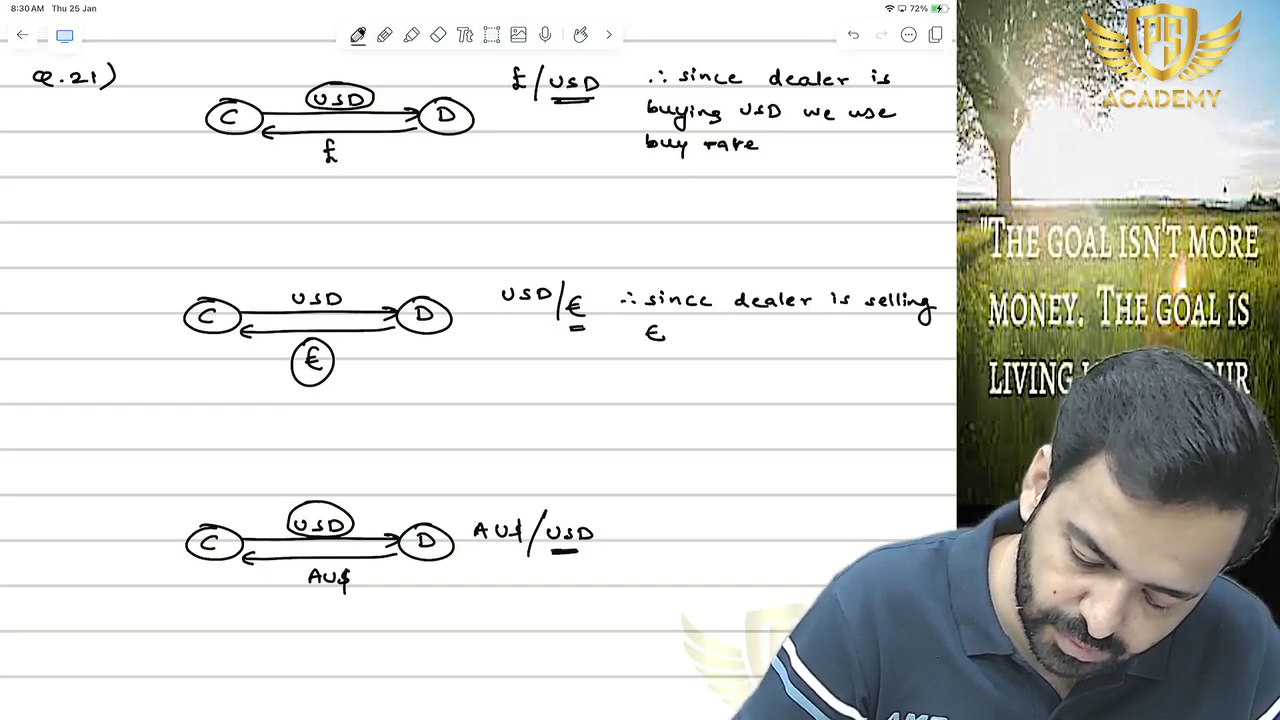 8:30 AM Thu 25 Jan
72%
Q.21)
C USD D
£
£/USD
∴ since dealer is
buying USD we use
buy rate
C USD D
€
USD/€
∴ since dealer is selling
€
C USD D
AU$
AU$/USD
PS
ACADEMY
"THE GOAL ISN'T MORE
MONEY. THE GOAL IS
LIVING